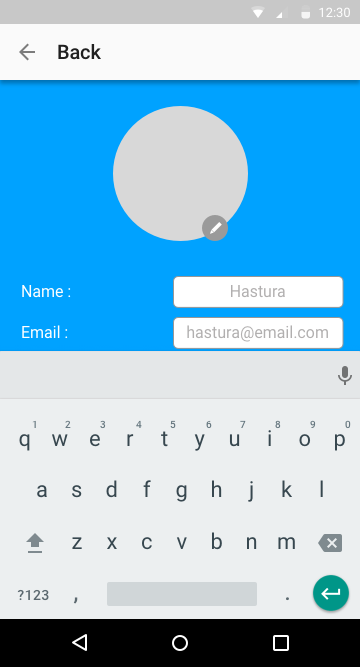 12:30
Back
Name : Hastura
Email : hastura@email.com
1 2 3 4 5 6 7 8 9 0
q w e r t y u i o p
a s d f g h j k l
z x c v b n m
?123 , .